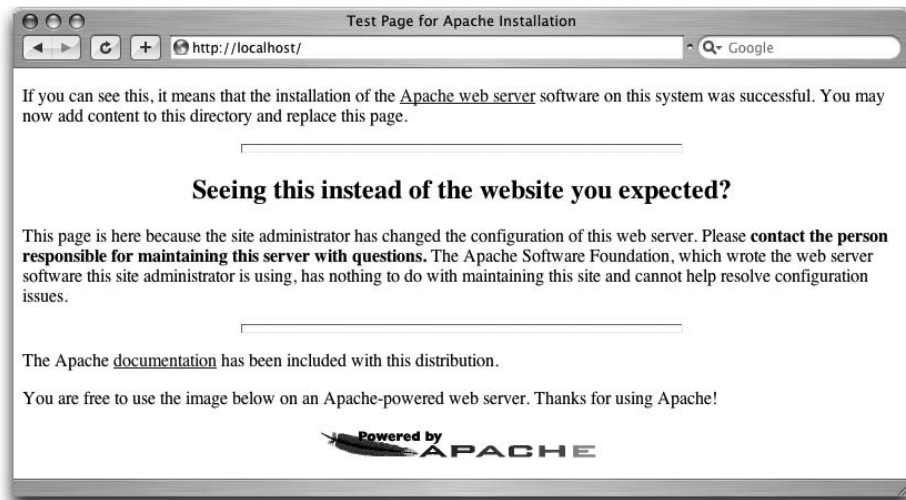 Test Page for Apache Installation
http://localhost/
Google
If you can see this, it means that the installation of the Apache web server software on this system was successful. You may
now add content to this directory and replace this page.
Seeing this instead of the website you expected?
This page is here because the site administrator has changed the configuration of this web server. Please contact the person
responsible for maintaining this server with questions. The Apache Software Foundation, which wrote the web server
software this site administrator is using, has nothing to do with maintaining this site and cannot help resolve configuration
issues.
The Apache documentation has been included with this distribution.
You are free to use the image below on an Apache-powered web server. Thanks for using Apache!
Powered by
APACHE